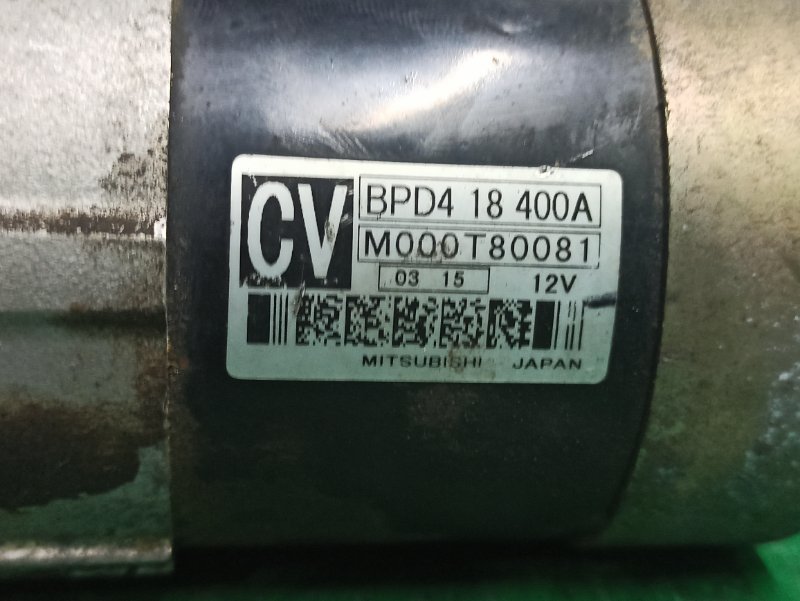 CV
BPD4 18 400A
M000T80081
03 15 12V
MITSUBISHI JAPAN